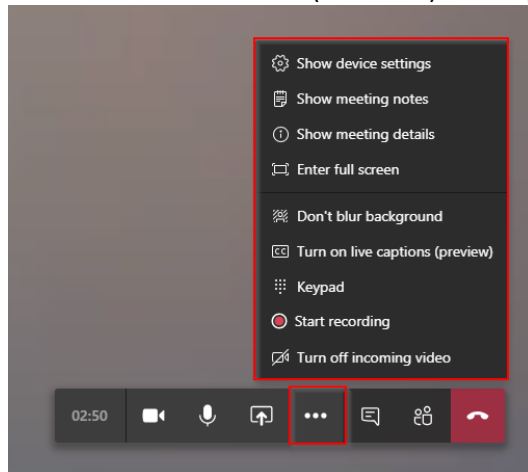 Show device settings
Show meeting notes
Show meeting details
Enter full screen
Don't blur background
CC Turn on live captions (preview)
Keypad
Start recording
Turn off incoming video
02:50